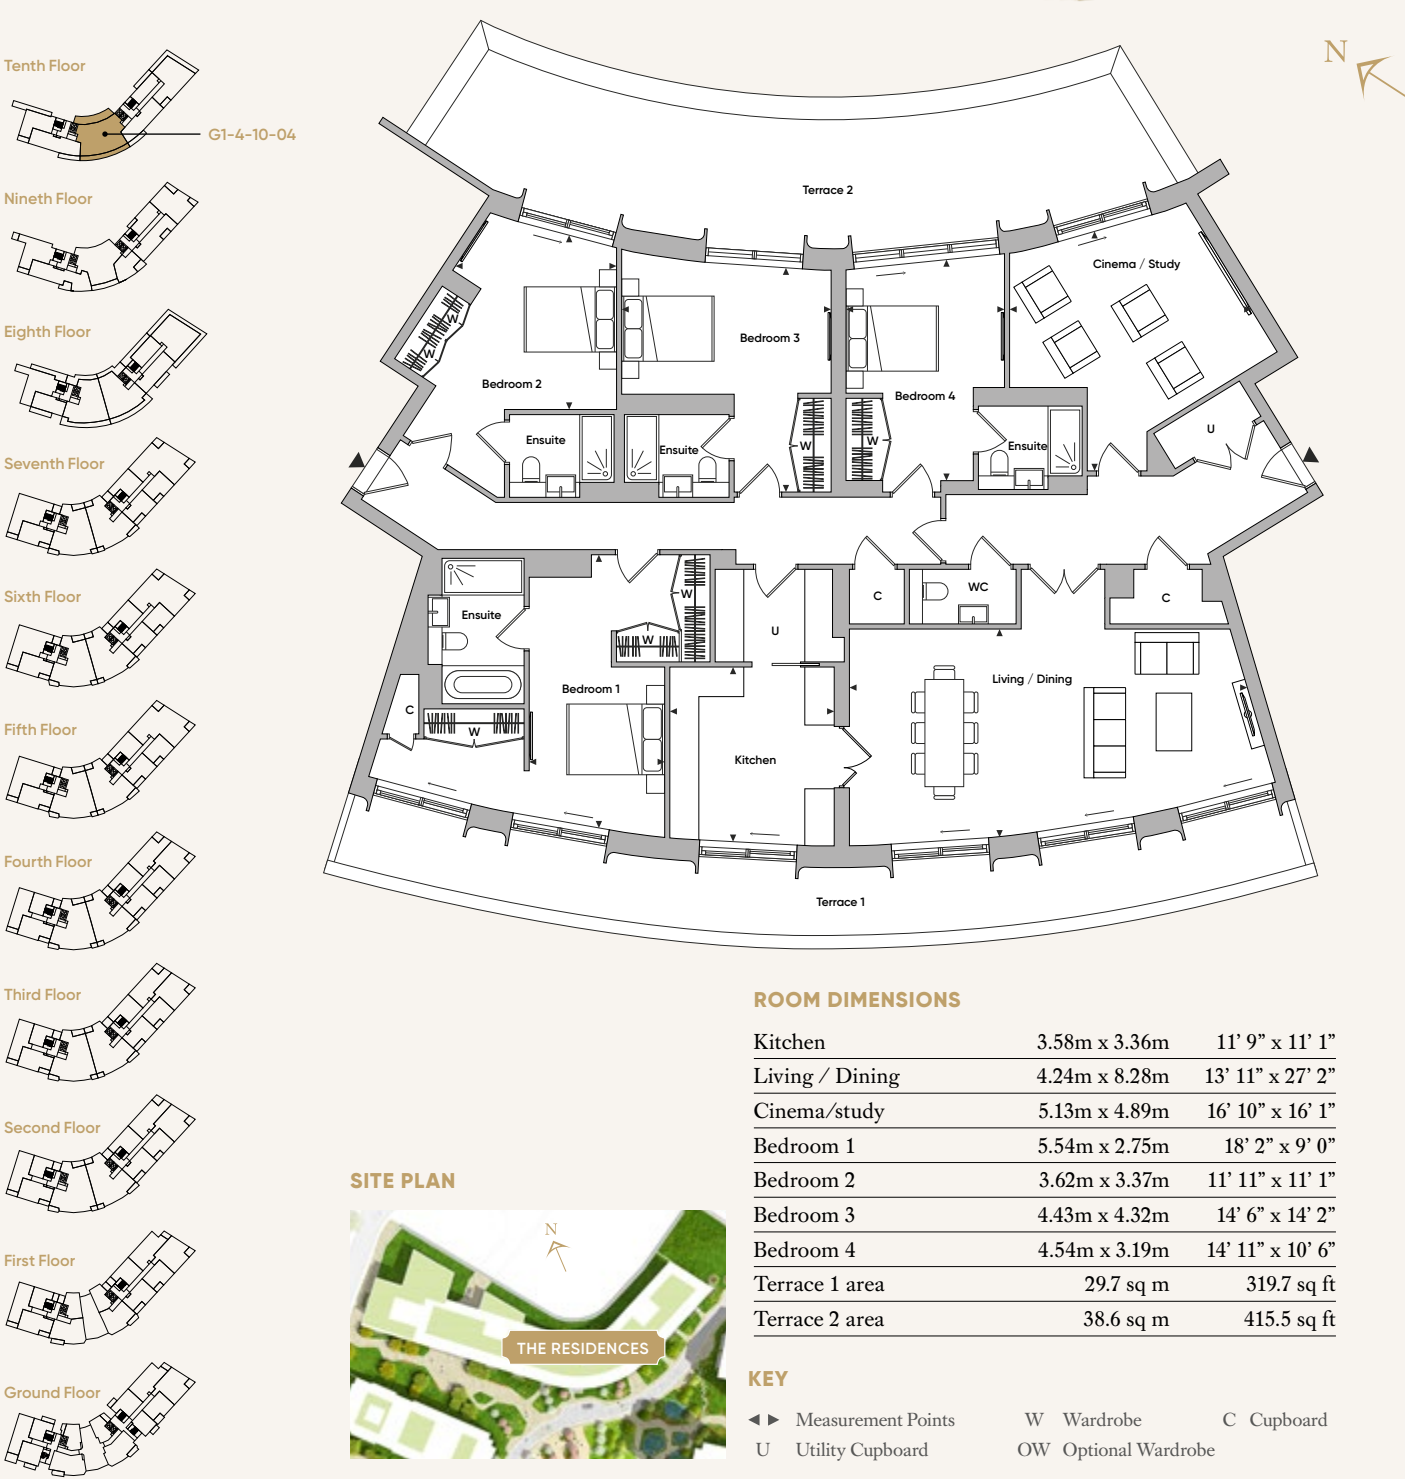 N
Tenth Floor
G1-4-10-04
Nineth Floor
Eighth Floor
Seventh Floor
Sixth Floor
Fifth Floor
Fourth Floor
Third Floor
Second Floor
First Floor
Ground Floor
Terrace 2
Cinema / Study
W
W
Bedroom 3
Bedroom 2
Bedroom 4
U
Ensuite
Ensuite
W
W
Ensuite
C
WC
C
W
Ensuite
U
W
Living / Dining
Bedroom 1
C
W
Kitchen
Terrace 1
ROOM DIMENSIONS
Kitchen 3.58m x 3.36m 11’ 9” x 11’ 1”
Living / Dining 4.24m x 8.28m 13’ 11” x 27’ 2”
Cinema/study 5.13m x 4.89m 16’ 10” x 16’ 1”
Bedroom 1 5.54m x 2.75m 18’ 2” x 9’ 0”
Bedroom 2 3.62m x 3.37m 11’ 11” x 11’ 1”
Bedroom 3 4.43m x 4.32m 14’ 6” x 14’ 2”
Bedroom 4 4.54m x 3.19m 14’ 11” x 10’ 6”
Terrace 1 area 29.7 sq m 319.7 sq ft
Terrace 2 area 38.6 sq m 415.5 sq ft
SITE PLAN
N
THE RESIDENCES
KEY
Measurement Points W Wardrobe C Cupboard
U Utility Cupboard OW Optional Wardrobe